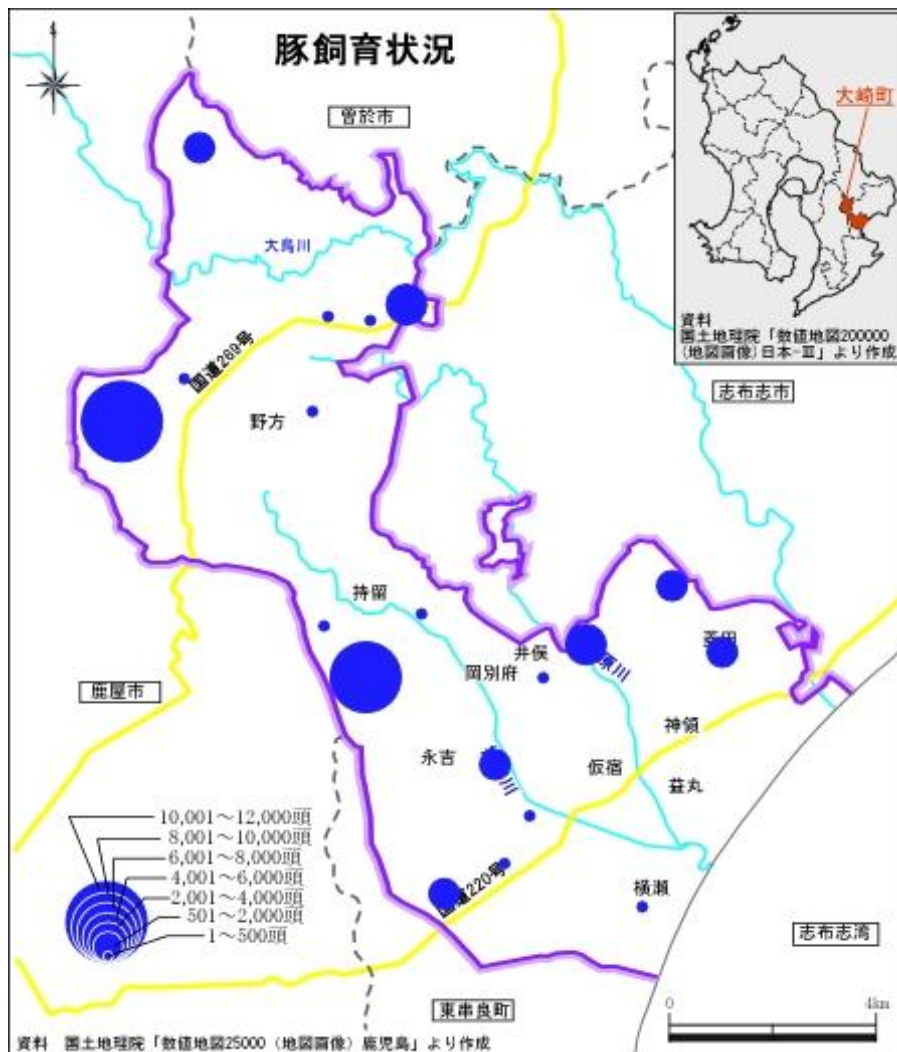 豚飼育状況
曽於市
大崎町
大鳥川
資料
国土地理院「数値地図200000
(地図画像)日本-Ⅲ」より作成
国道269号
志布志市
野方
持留
井俣
岡別府
原川
菱田
鹿屋市
神領
永吉
仮宿
益丸
川
10,001～12,000頭
8,001～10,000頭
6,001～8,000頭
4,001～6,000頭
2,001～4,000頭
501～2,000頭
1～500頭
国道220号
横瀬
志布志湾
東串良町
0
4km
資料 国土地理院「数値地図25000（地図画像）鹿児島」より作成